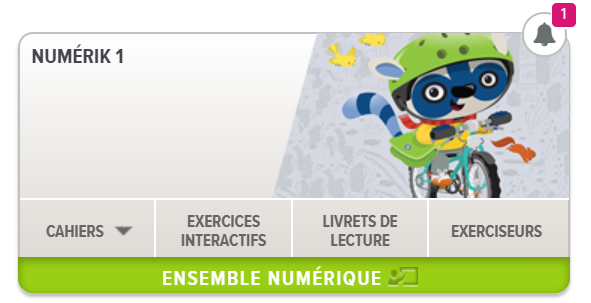 1
NUMÉRIK 1
CAHIERS
EXERCICES
INTERACTIFS
LIVRETS DE
LECTURE
EXERCISEURS
ENSEMBLE NUMÉRIQUE